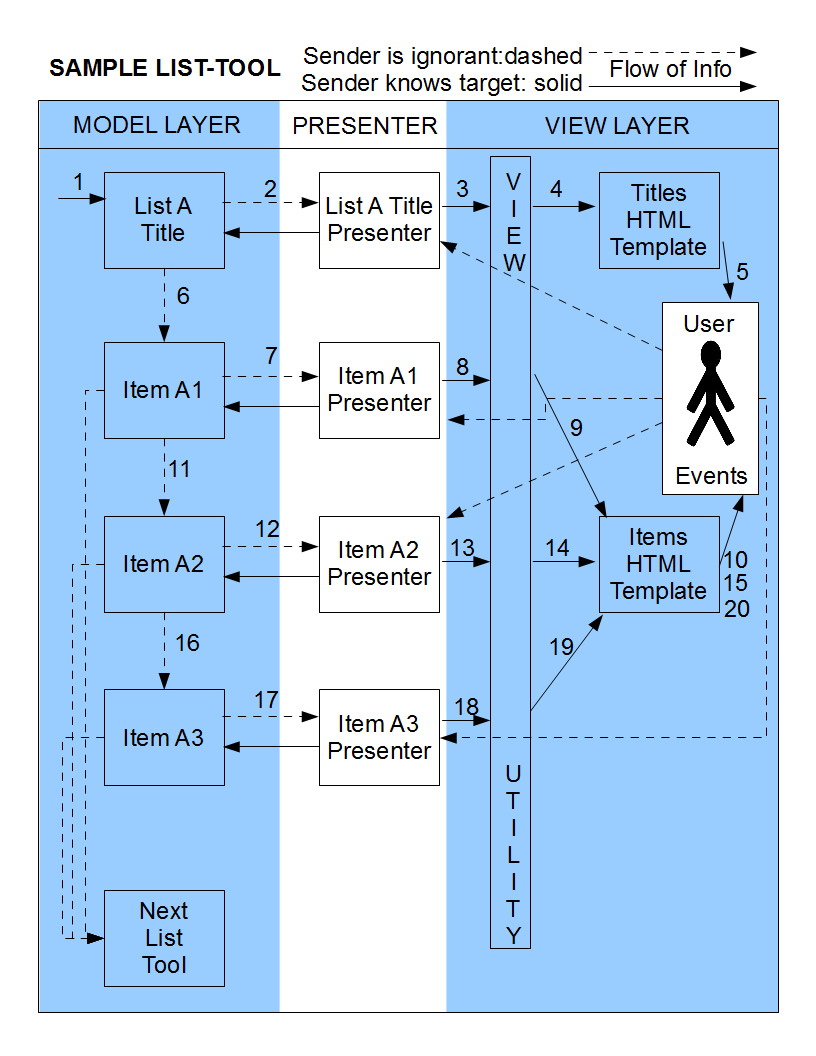 SAMPLE LIST-TOOL
Sender is ignorant:dashed
Sender knows target: solid
Flow of Info
MODEL LAYER
PRESENTER
VIEW LAYER
1
List A
Title
2
List A Title
Presenter
3
VIEW
4
Titles
HTML
Template
5
User
Events
6
Item A1
7
Item A1
Presenter
8
9
11
Item A2
12
Item A2
Presenter
13
14
Items
HTML
Template
10
15
20
16
Item A3
17
Item A3
Presenter
18
19
UTILITY
Next
List
Tool